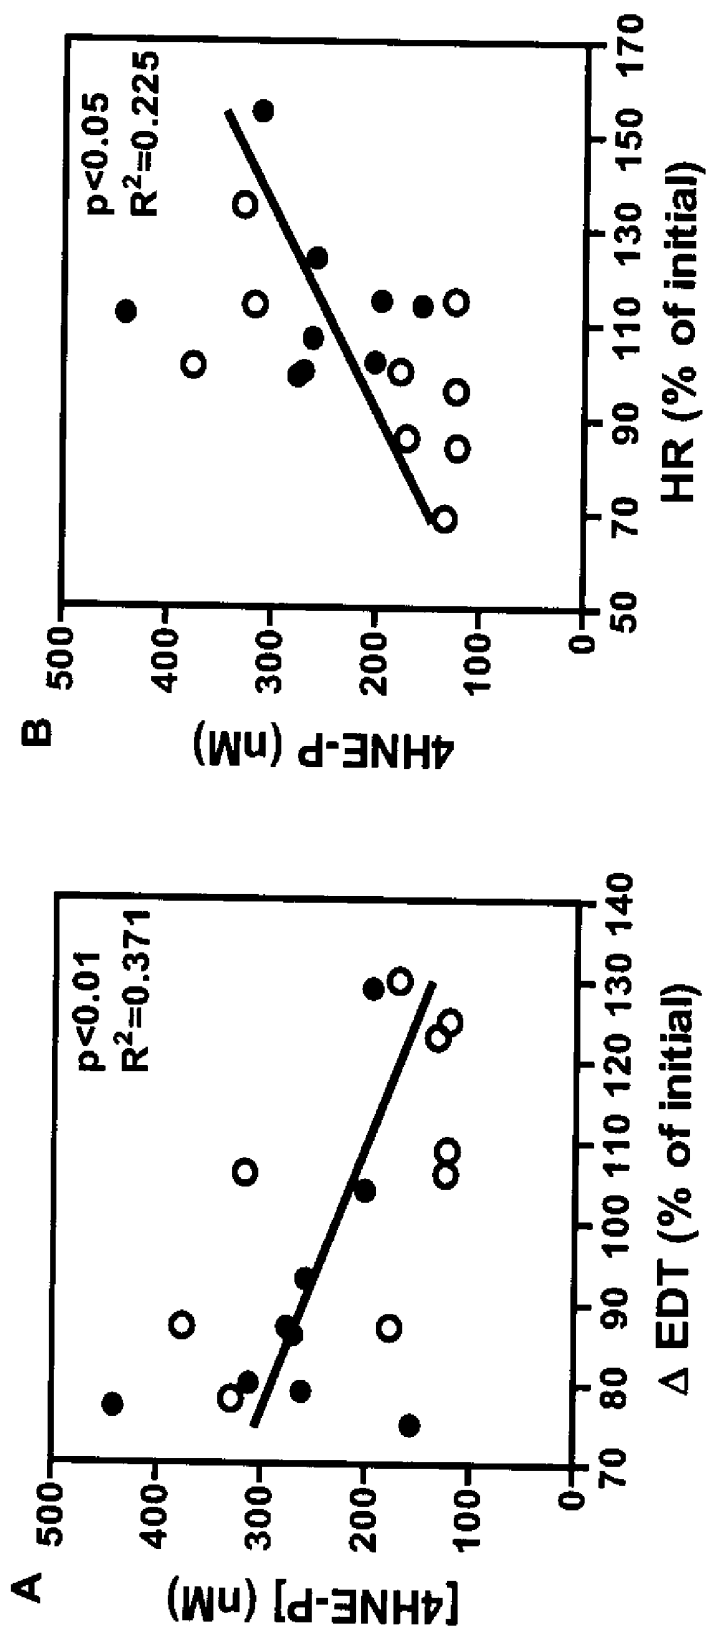 A
p<0.01
R²=0.371
500
400
300
200
100
0
[4HNE-P] (nM)
70 80 90 100 110 120 130 140
Δ EDT (% of initial)
B
p<0.05
R²=0.225
500
400
300
200
100
0
4HNE-P (nM)
50 70 90 110 130 150 170
HR (% of initial)